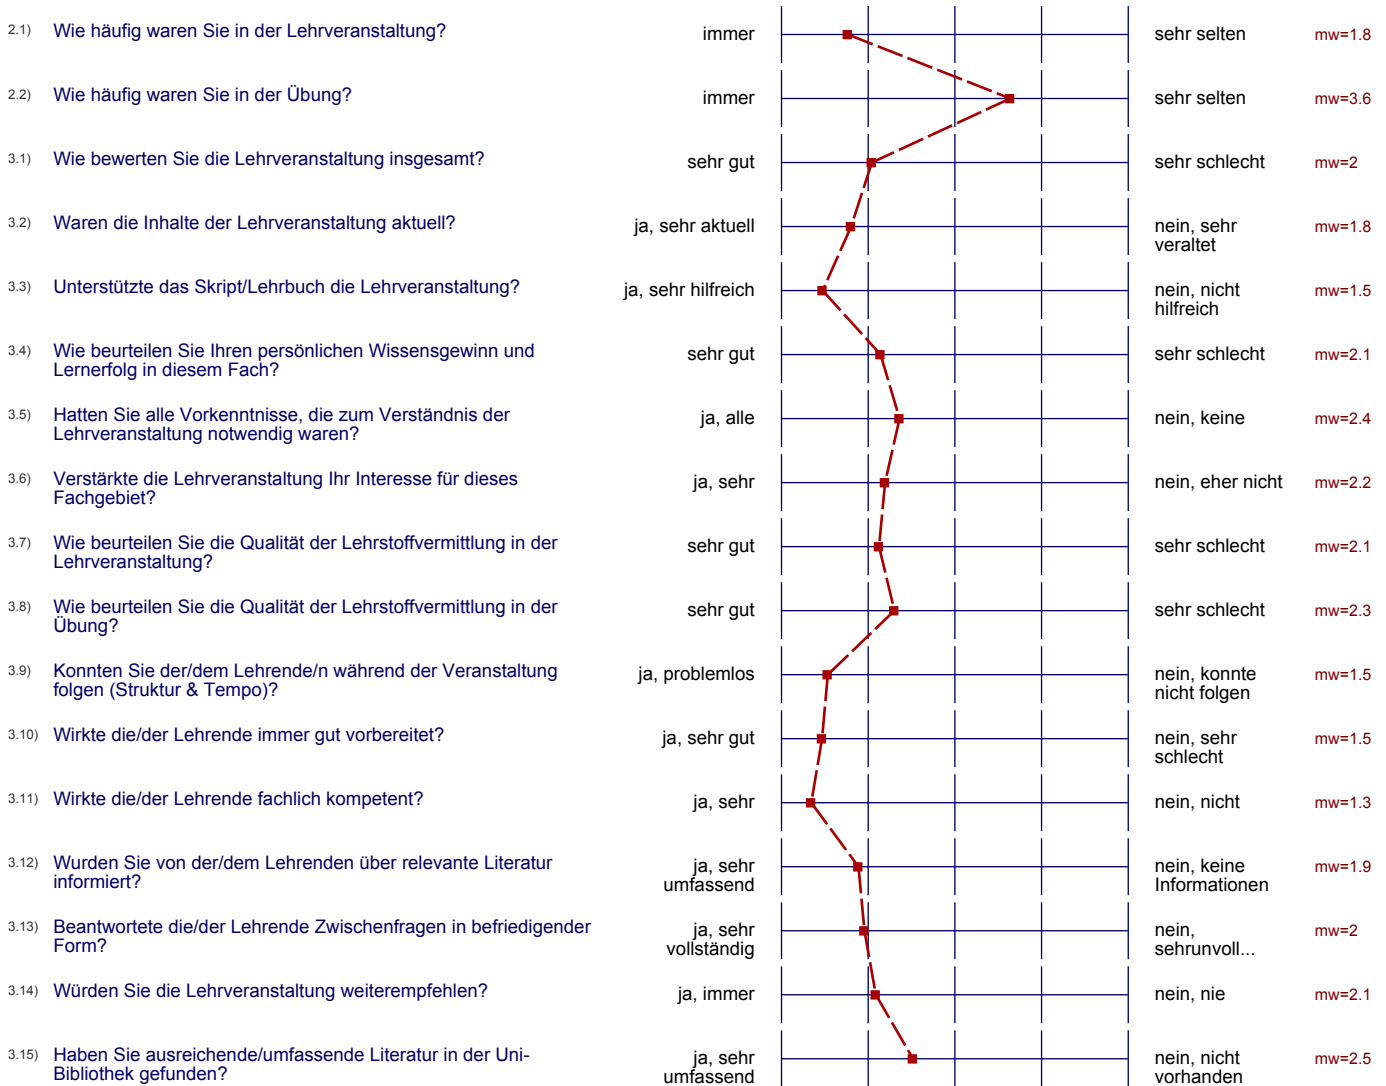 2.1) Wie häufig waren Sie in der Lehrveranstaltung? immer sehr selten mw=1.8
2.2) Wie häufig waren Sie in der Übung? immer sehr selten mw=3.6
3.1) Wie bewerten Sie die Lehrveranstaltung insgesamt? sehr gut sehr schlecht mw=2
3.2) Waren die Inhalte der Lehrveranstaltung aktuell? ja, sehr aktuell nein, sehr mw=1.8
veraltet
3.3) Unterstützte das Skript/Lehrbuch die Lehrveranstaltung? ja, sehr hilfreich nein, nicht mw=1.5
hilfreich
3.4) Wie beurteilen Sie Ihren persönlichen Wissensgewinn und sehr gut sehr schlecht mw=2.1
Lernerfolg in diesem Fach?
3.5) Hatten Sie alle Vorkenntnisse, die zum Verständnis der ja, alle nein, keine mw=2.4
Lehrveranstaltung notwendig waren?
3.6) Verstärkte die Lehrveranstaltung Ihr Interesse für dieses ja, sehr nein, eher nicht mw=2.2
Fachgebiet?
3.7) Wie beurteilen Sie die Qualität der Lehrstoffvermittlung in der sehr gut sehr schlecht mw=2.1
Lehrveranstaltung?
3.8) Wie beurteilen Sie die Qualität der Lehrstoffvermittlung in der sehr gut sehr schlecht mw=2.3
Übung?
3.9) Konnten Sie der/dem Lehrende/n während der Veranstaltung ja, problemlos nein, konnte mw=1.5
folgen (Struktur & Tempo)? nicht folgen
3.10) Wirkte die/der Lehrende immer gut vorbereitet? ja, sehr gut nein, sehr mw=1.5
schlecht
3.11) Wirkte die/der Lehrende fachlich kompetent? ja, sehr nein, nicht mw=1.3
3.12) Wurden Sie von der/dem Lehrenden über relevante Literatur ja, sehr nein, keine mw=1.9
informiert? umfassend Informationen
3.13) Beantwortete die/der Lehrende Zwischenfragen in befriedigender ja, sehr nein, mw=2
Form? vollständig sehrunvoll...
3.14) Würden Sie die Lehrveranstaltung weiterempfehlen? ja, immer nein, nie mw=2.1
3.15) Haben Sie ausreichende/umfassende Literatur in der Uni- ja, sehr nein, nicht mw=2.5
Bibliothek gefunden? umfassend vorhanden